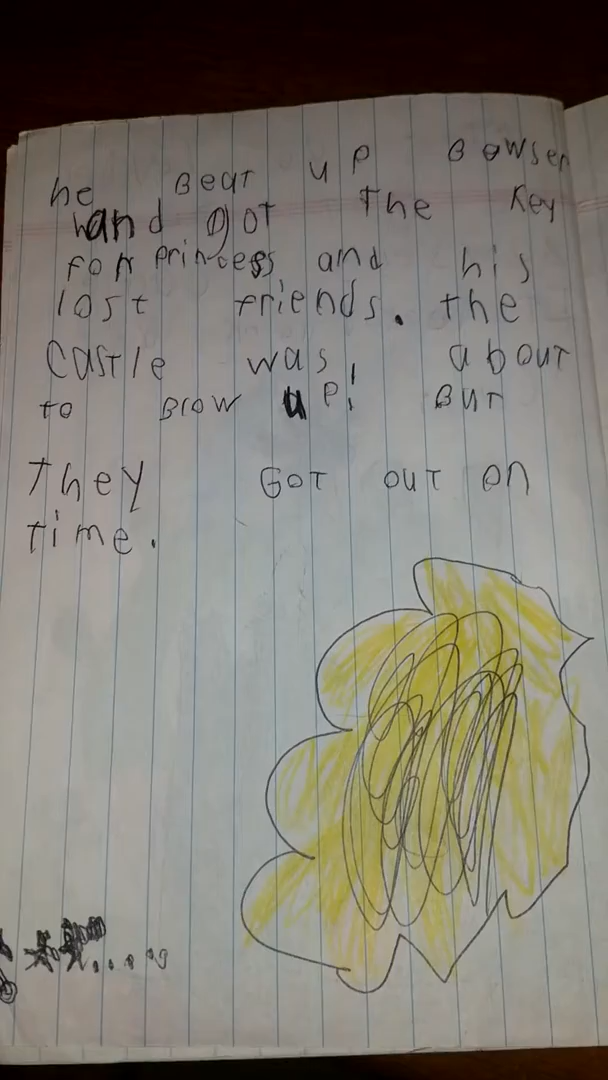 he Beat up Bowser
and got The Key
for princess and his
lost friends. the
Castle was, about
to Blow up! But
They Got out on
time.